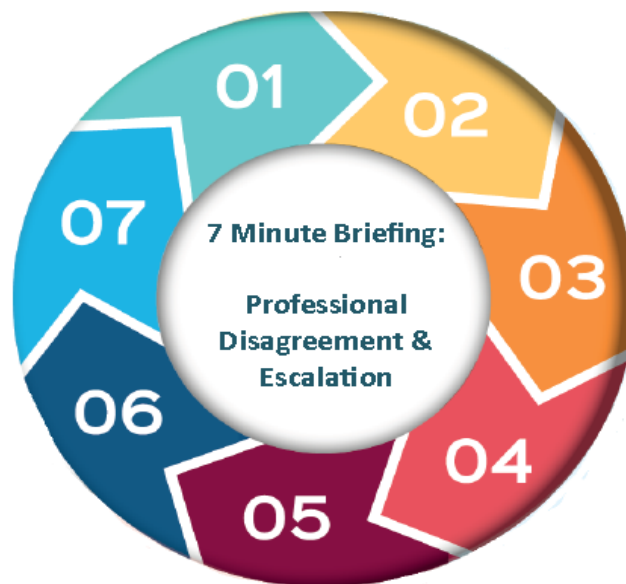 01
02
03
04
05
06
07
7 Minute Briefing:
Professional
Disagreement &
Escalation